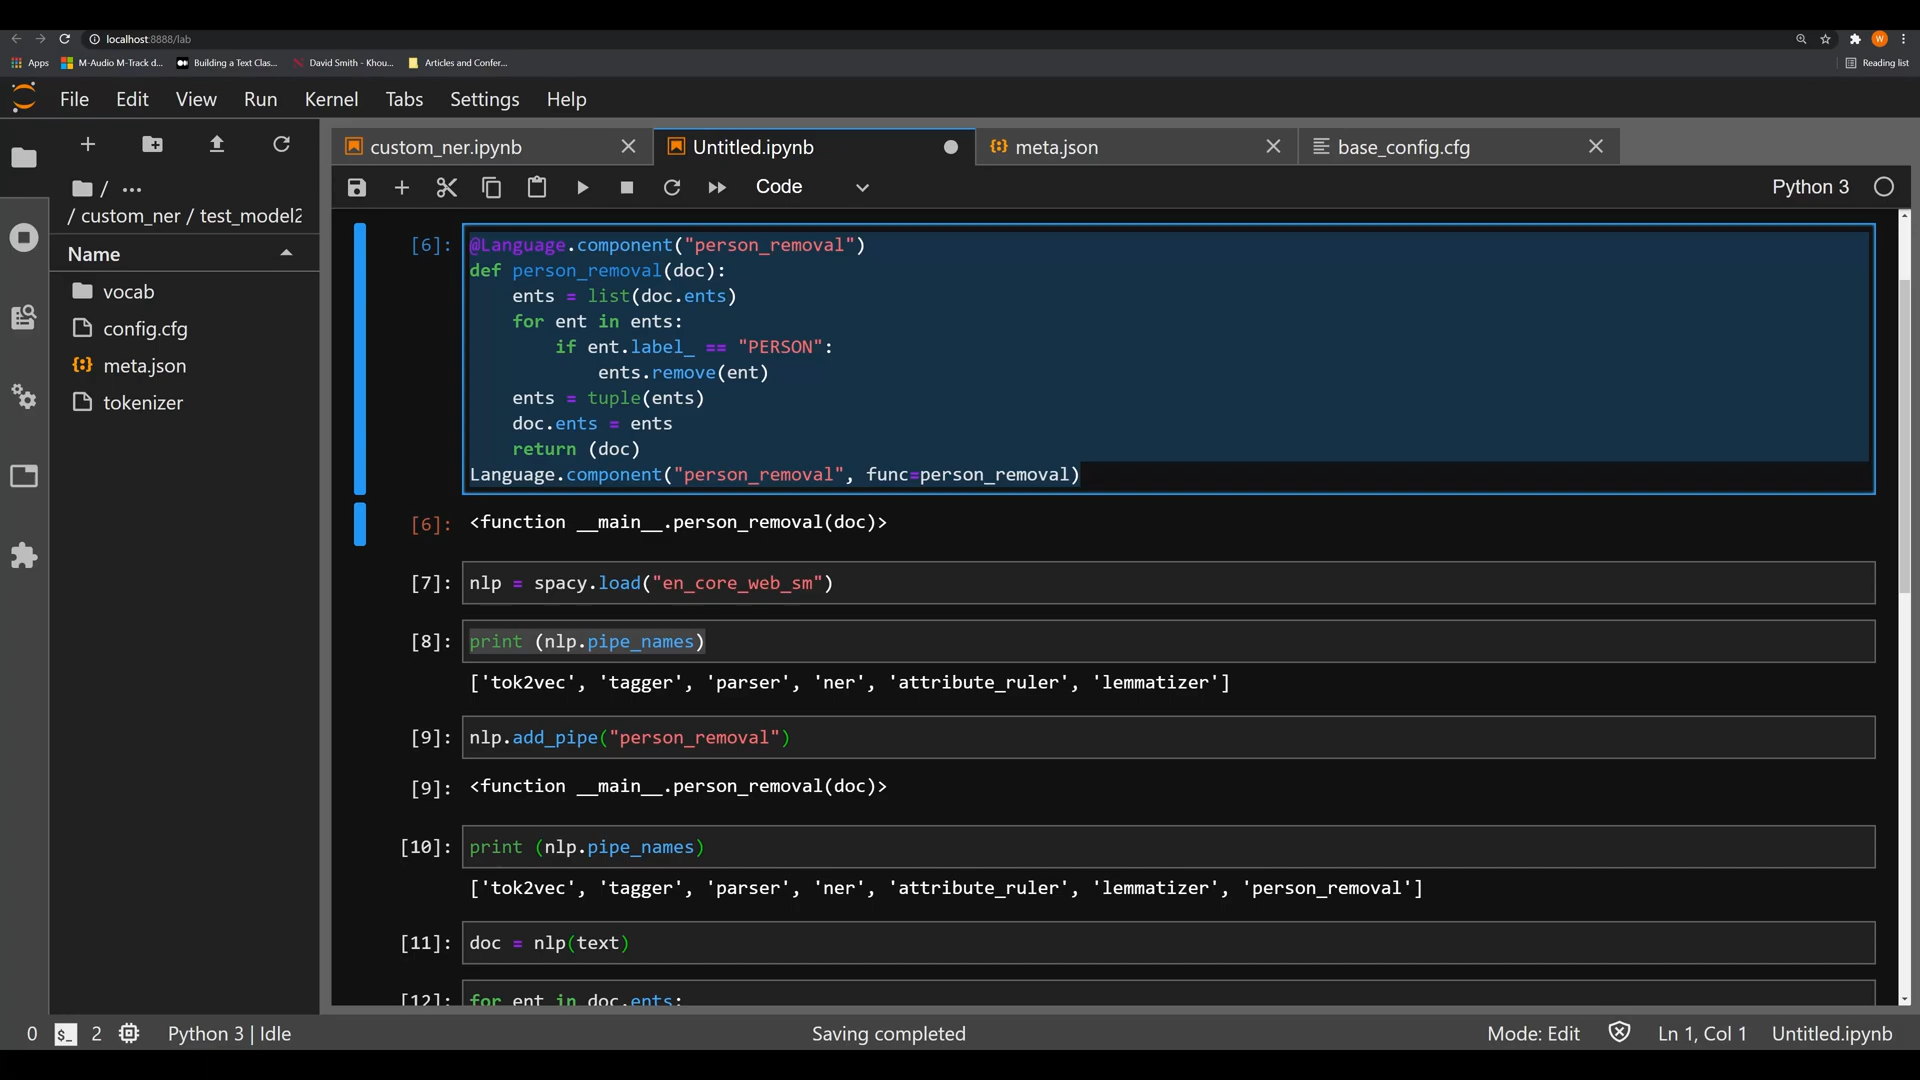 localhost:8888/lab
Apps
M-Audio M-Track d...
Building a Text Clas...
David Smith - Khou...
Articles and Confer...
Reading list
File
Edit
View
Run
Kernel
Tabs
Settings
Help
/ ...
/ custom_ner / test_model2
Name
vocab
config.cfg
meta.json
tokenizer
custom_ner.ipynb
Untitled.ipynb
meta.json
base_config.cfg
Code
Python 3
[6]:
@Language.component("person_removal")
def person_removal(doc):
    ents = list(doc.ents)
    for ent in ents:
        if ent.label_ == "PERSON":
            ents.remove(ent)
    ents = tuple(ents)
    doc.ents = ents
    return (doc)
Language.component("person_removal", func=person_removal)
[6]: <function __main__.person_removal(doc)>
[7]: nlp = spacy.load("en_core_web_sm")
[8]: print (nlp.pipe_names)
['tok2vec', 'tagger', 'parser', 'ner', 'attribute_ruler', 'lemmatizer']
[9]: nlp.add_pipe("person_removal")
[9]: <function __main__.person_removal(doc)>
[10]: print (nlp.pipe_names)
['tok2vec', 'tagger', 'parser', 'ner', 'attribute_ruler', 'lemmatizer', 'person_removal']
[11]: doc = nlp(text)
[12]: for ent in doc.ents:
0
$_
2
Python 3 | Idle
Saving completed
Mode: Edit
Ln 1, Col 1
Untitled.ipynb
W